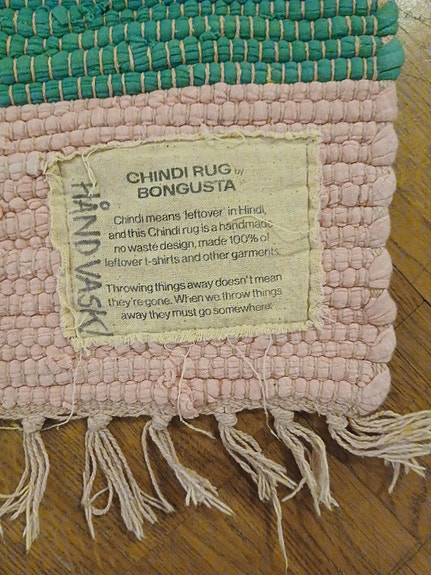 CHINDI RUG by
BONGUSTA
Chindi means 'leftover' in Hindi,
and this Chindi rug is a handmade
no waste design, made 100% of
leftover t-shirts and other garments.
Throwing things away doesn't mean
they're gone. When we throw things
away they must go somewhere.
HÅNDVASK